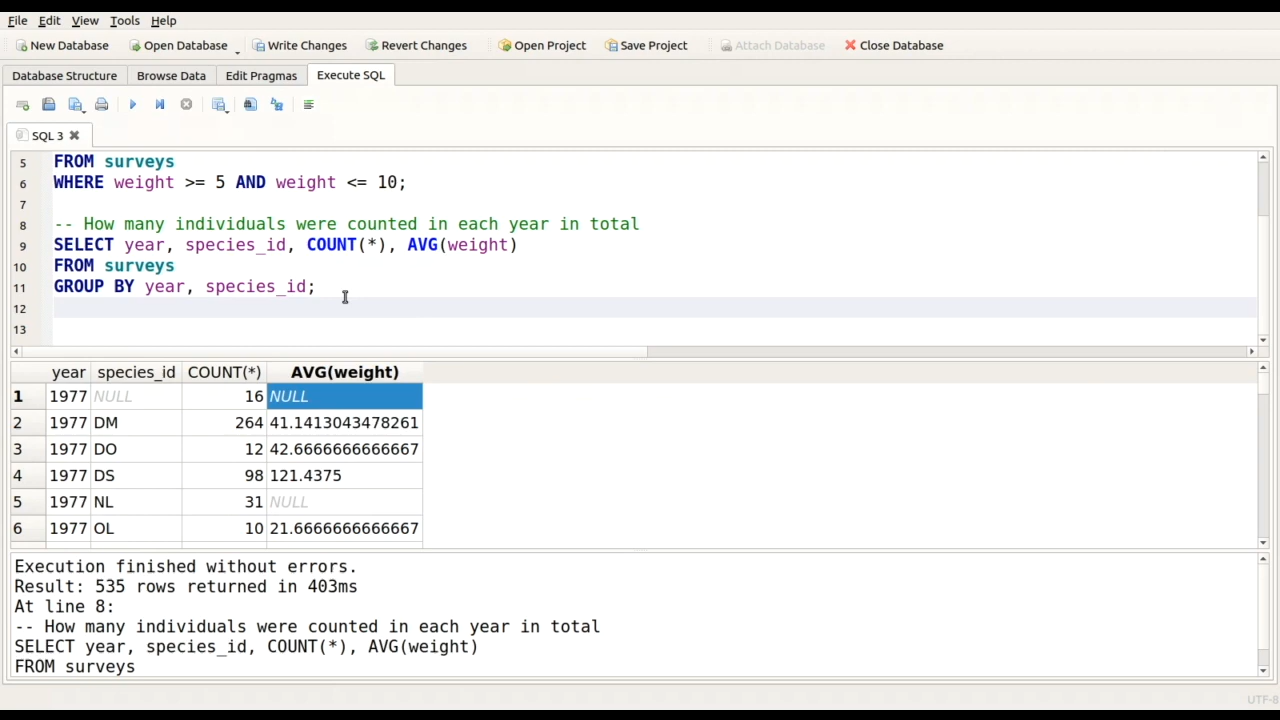 File Edit View Tools Help
New Database Open Database Write Changes Revert Changes Open Project Save Project Attach Database Close Database
Database Structure Browse Data Edit Pragmas Execute SQL
SQL 3
5 FROM surveys
6 WHERE weight >= 5 AND weight <= 10;
7
8 -- How many individuals were counted in each year in total
9 SELECT year, species_id, COUNT(*), AVG(weight)
10 FROM surveys
11 GROUP BY year, species_id;
12
13
year species_id COUNT(*) AVG(weight)
1 1977 NULL 16 NULL
2 1977 DM 264 41.1413043478261
3 1977 DO 12 42.6666666666667
4 1977 DS 98 121.4375
5 1977 NL 31 NULL
6 1977 OL 10 21.6666666666667
Execution finished without errors.
Result: 535 rows returned in 403ms
At line 8:
-- How many individuals were counted in each year in total
SELECT year, species_id, COUNT(*), AVG(weight)
FROM surveys
UTF-8